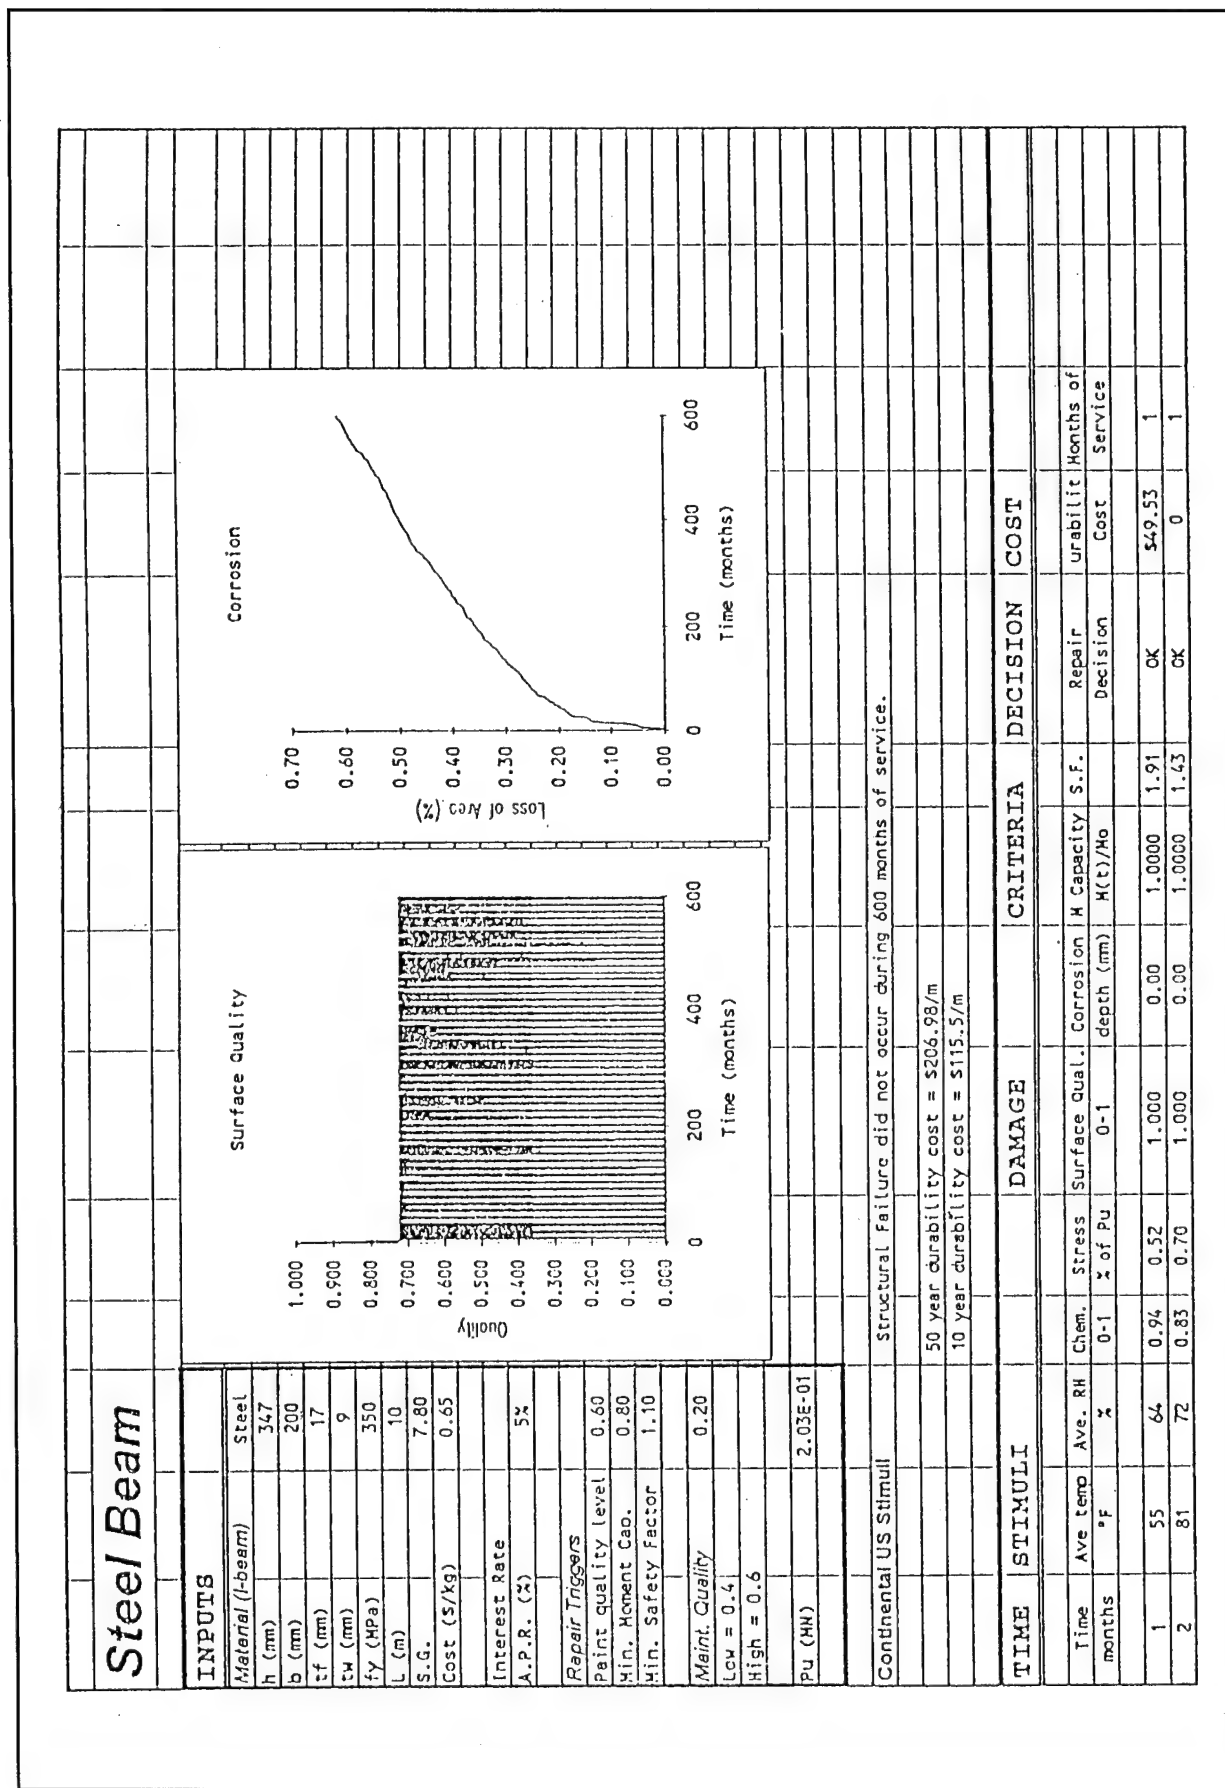 Steel Beam
INPUTS
Material (I-beam) Steel
h (mm) 347
b (mm) 200
tf (mm) 17
tw (mm) 9
fy (MPa) 350
L (m) 10
S.G. 7.80
Cost ($/kg) 0.65
Interest Rate
A.P.R. (%) 5%
Rapair Triggers
Paint quality level 0.60
Min. Moment Cap. 0.80
Min. Safety Factor 1.10
Maint. Quality 0.20
Low = 0.4
High = 0.6
Pu (MN) 2.03E-01
Surface Quality
Quality
1.000
0.900
0.800
0.700
0.600
0.500
0.400
0.300
0.200
0.100
0.000
0 200 400 600
Time (months)
Corrosion
Loss of Area (%)
0.70
0.60
0.50
0.40
0.30
0.20
0.10
0.00
0 200 400 600
Time (months)
Continental US Stimuli Structural Failure did not occur during 600 months of service.
50 year durability cost = $206.98/m
10 year durability cost = $115.5/m
TIME STIMULI DAMAGE CRITERIA DECISION COST
Time Ave temp Ave. RH Chem. Stress Surface Qual. Corrosion M Capacity S.F. Repair urabilit Months of
months °F % 0-1 % of Pu 0-1 depth (mm) M(t)/Mo Decision Cost Service
1 55 64 0.94 0.52 1.000 0.00 1.0000 1.91 OK $49.53 1
2 81 72 0.83 0.70 1.000 0.00 1.0000 1.43 OK 0 1